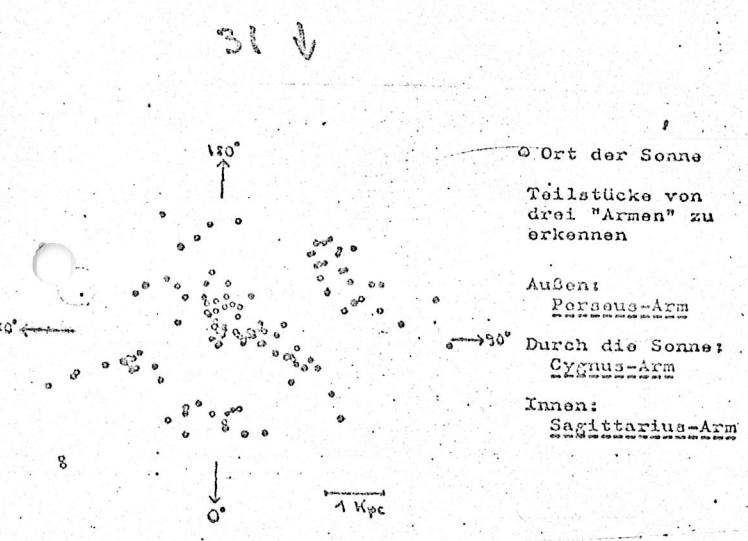 31 ↓
180°
⊙ Ort der Sonne
Teilstücke von
drei "Armen" zu
erkennen
Außen:
Perseus-Arm
90°
Durch die Sonne:
Cygnus-Arm
Innen:
Sagittarius-Arm
1 Kpc
0°